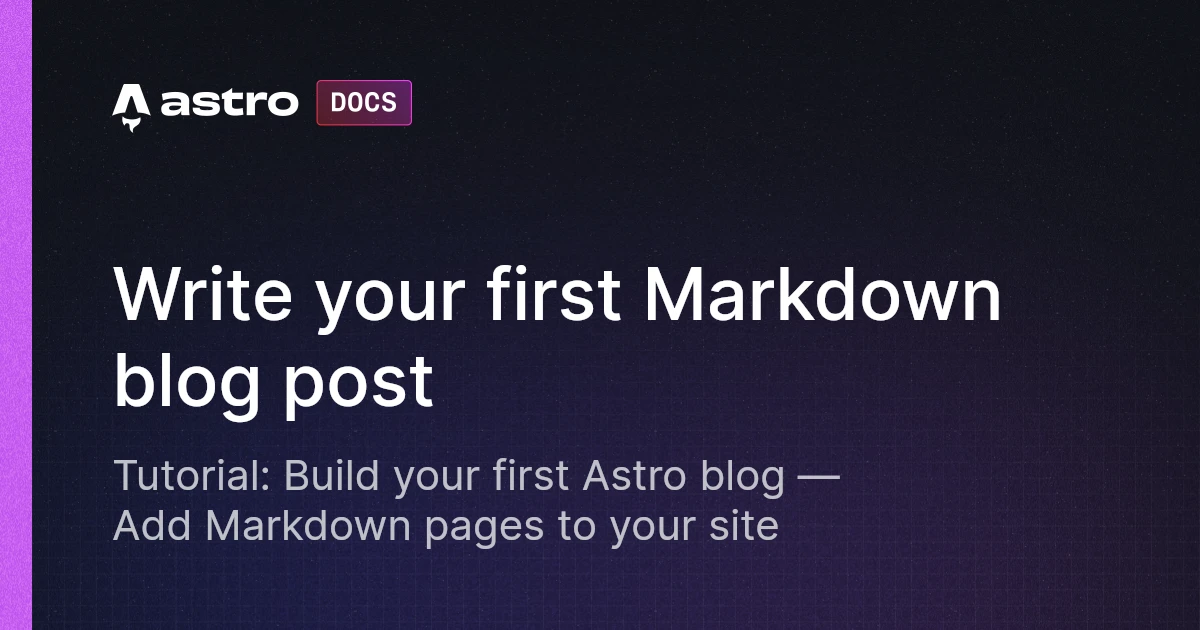 astro DOCS
Write your first Markdown
blog post
Tutorial: Build your first Astro blog —
Add Markdown pages to your site